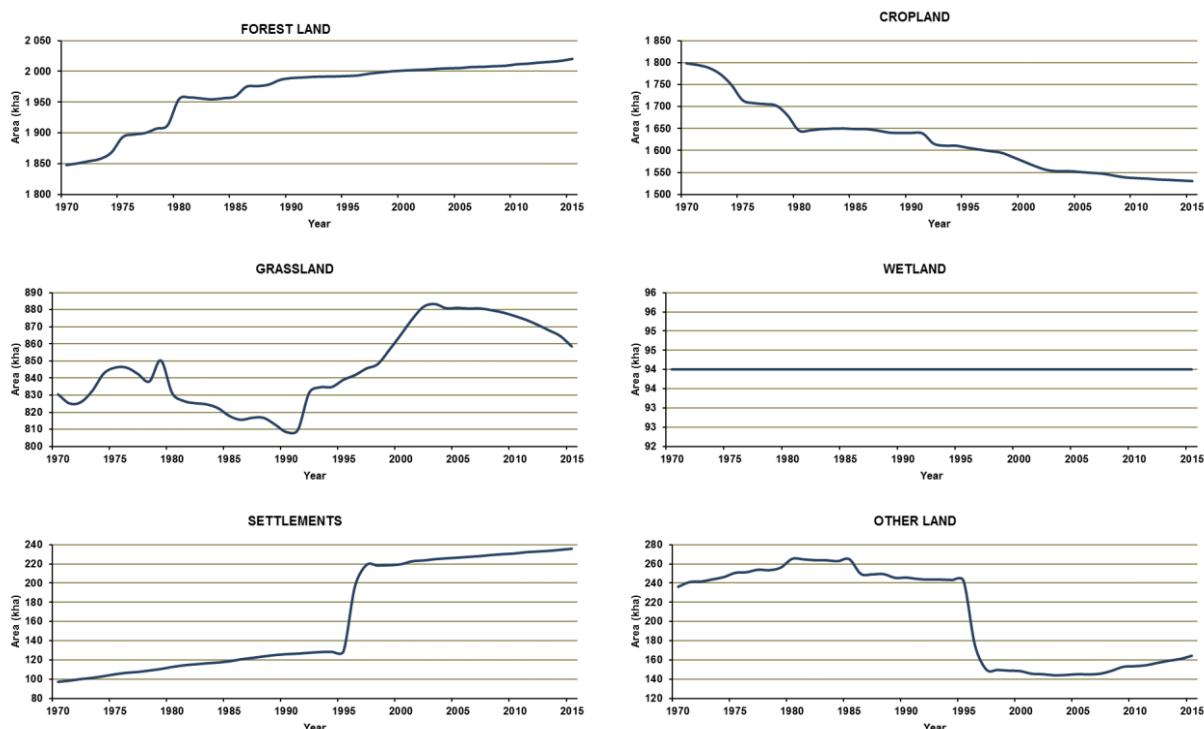 FOREST LAND
2 050
2 000
1 950
1 900
1 850
1 800
Area (kha)
1970 1975 1980 1985 1990 1995 2000 2005 2010 2015
Year
CROPLAND
1 850
1 800
1 750
1 700
1 650
1 600
1 550
1 500
Area (kha)
1970 1975 1980 1985 1990 1995 2000 2005 2010 2015
Year
GRASSLAND
890
880
870
860
850
840
830
820
810
800
Area (kha)
1970 1975 1980 1985 1990 1995 2000 2005 2010 2015
Year
WETLAND
96
96
95
95
94
94
93
93
92
Area (kha)
1970 1975 1980 1985 1990 1995 2000 2005 2010 2015
Year
SETTLEMENTS
240
220
200
180
160
140
120
100
80
Area (kha)
1970 1975 1980 1985 1990 1995 2000 2005 2010 2015
Year
OTHER LAND
280
260
240
220
200
180
160
140
120
Area (kha)
1970 1975 1980 1985 1990 1995 2000 2005 2010 2015
Year